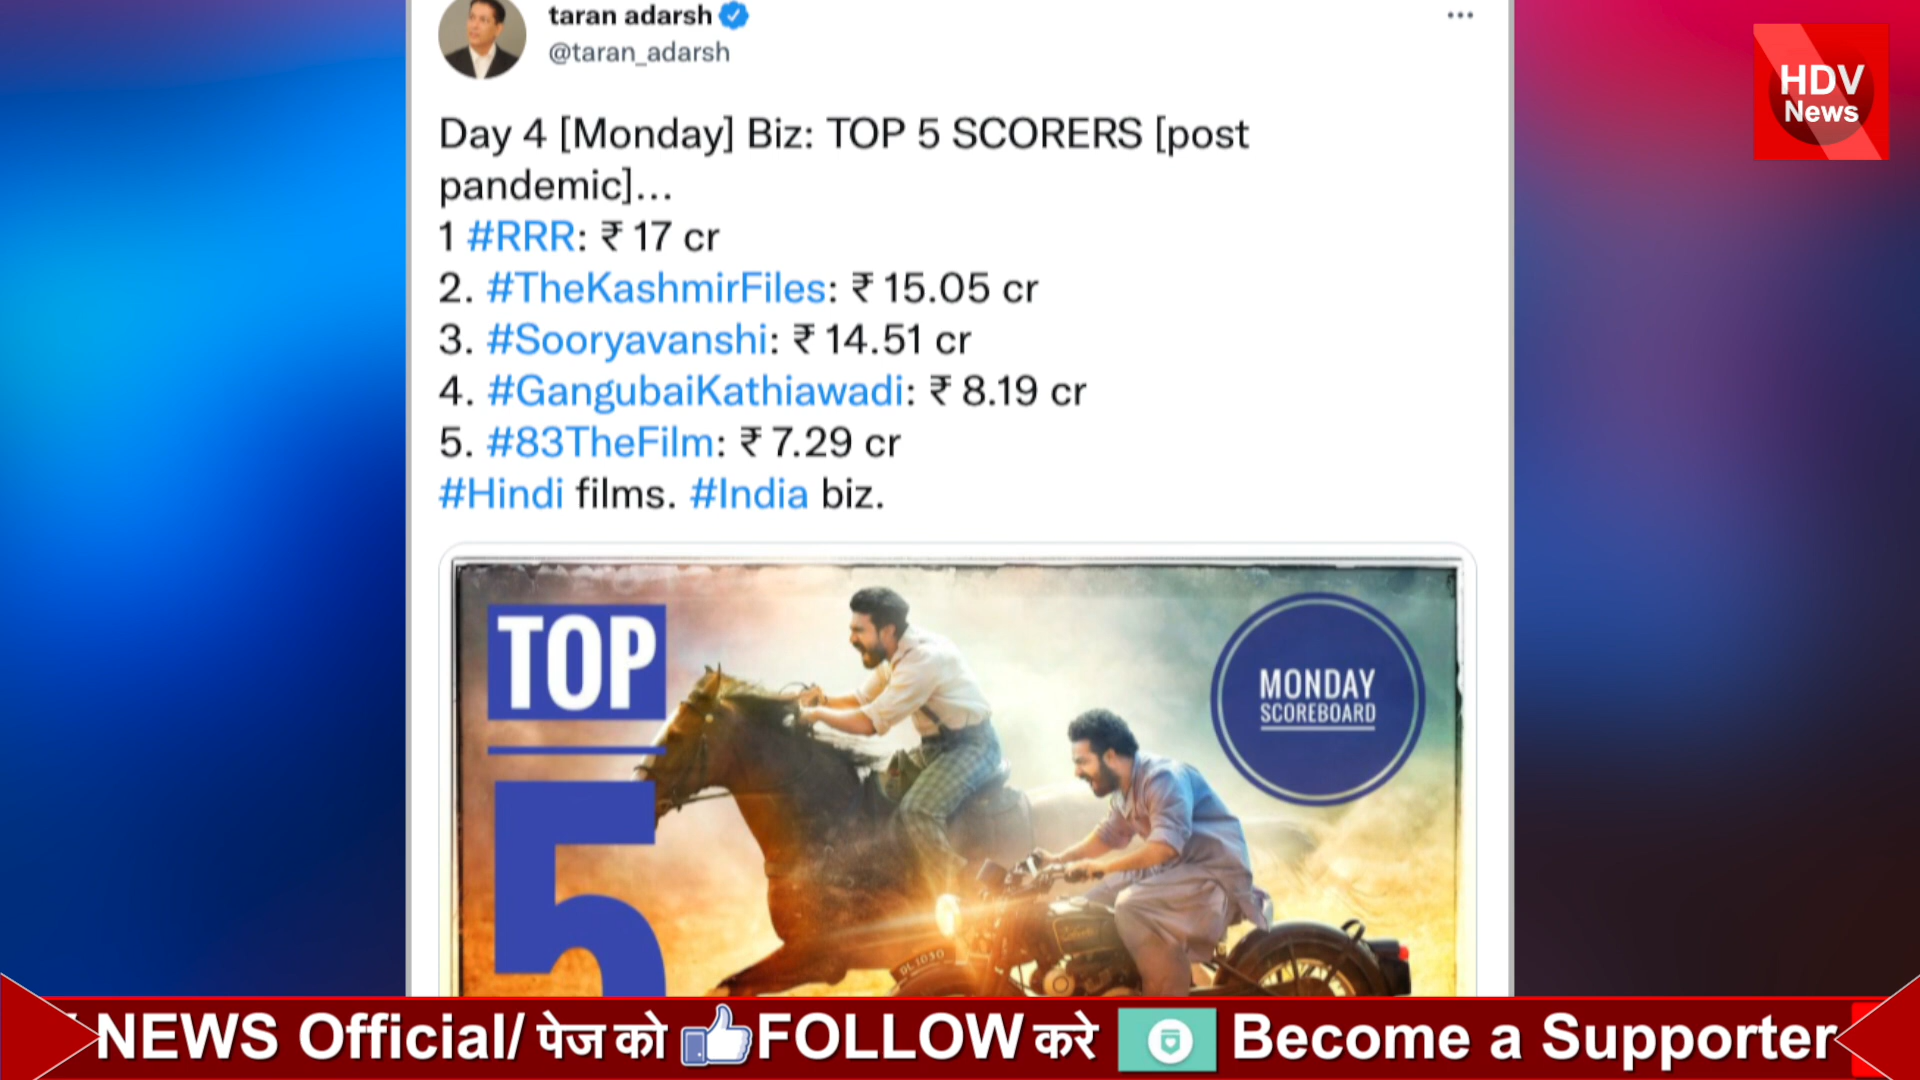 taran adarsh
@taran_adarsh
HDV
News
Day 4 [Monday] Biz: TOP 5 SCORERS [post
pandemic]...
1 #RRR: ₹ 17 cr
2. #TheKashmirFiles: ₹ 15.05 cr
3. #Sooryavanshi: ₹ 14.51 cr
4. #GangubaiKathiawadi: ₹ 8.19 cr
5. #83TheFilm: ₹ 7.29 cr
#Hindi films. #India biz.
TOP
5
MONDAY
SCOREBOARD
DL 1030
NEWS Official/ पेज को FOLLOW करे Become a Supporter